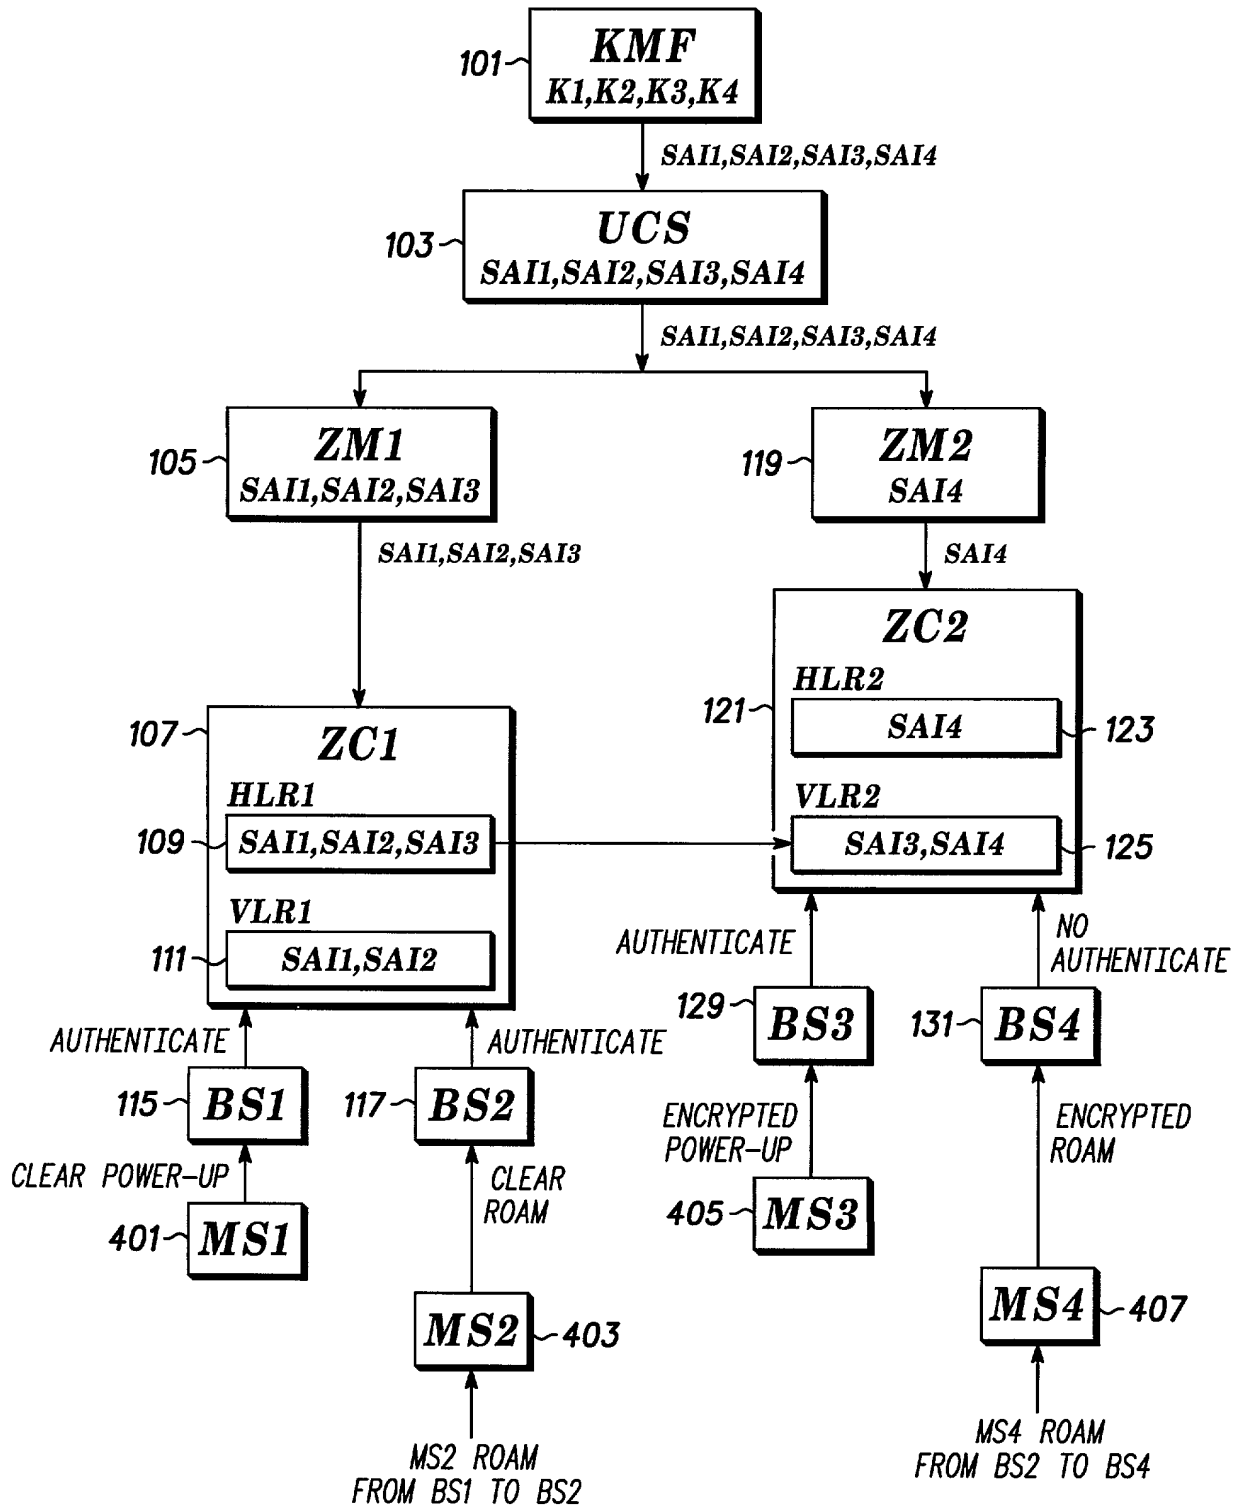 KMF
101
K1,K2,K3,K4
SAI1,SAI2,SAI3,SAI4
UCS
103
SAI1,SAI2,SAI3,SAI4
SAI1,SAI2,SAI3,SAI4
ZM1
105
SAI1,SAI2,SAI3
ZM2
119
SAI4
SAI1,SAI2,SAI3
SAI4
ZC2
HLR2
121
SAI4
123
VLR2
SAI3,SAI4
125
107
ZC1
HLR1
109
SAI1,SAI2,SAI3
VLR1
111
SAI1,SAI2
AUTHENTICATE
NO
AUTHENTICATE
129
BS3
131
BS4
AUTHENTICATE
AUTHENTICATE
115
BS1
117
BS2
ENCRYPTED
POWER-UP
ENCRYPTED
ROAM
CLEAR POWER-UP
CLEAR
ROAM
401
MS1
405
MS3
MS2
403
MS4
407
MS2 ROAM
FROM BS1 TO BS2
MS4 ROAM
FROM BS2 TO BS4